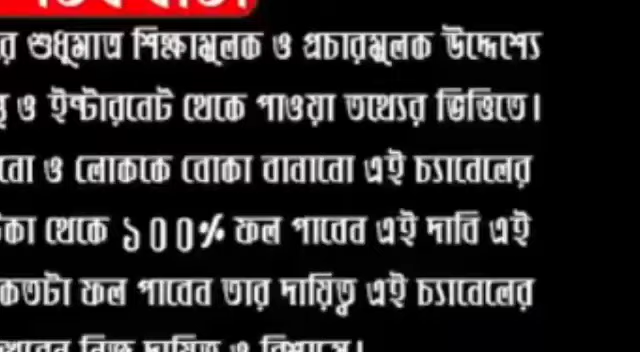 শুধুমাত্র শিক্ষামূলক ও প্রচারমূলক উদ্দেশ্যে
ও ইন্টারনেট থেকে পাওয়া তথ্যের ভিত্তিতে।
ও লোককে বোকা বানানো এই চ্যানেলের
থেকে ১০০% ফল পাবেন এই দাবি এই
কতটা ফল পাবেন তার দায়িত্ব এই চ্যানেলের
নিজ দায়িত্ব ও বিশ্বাসে।